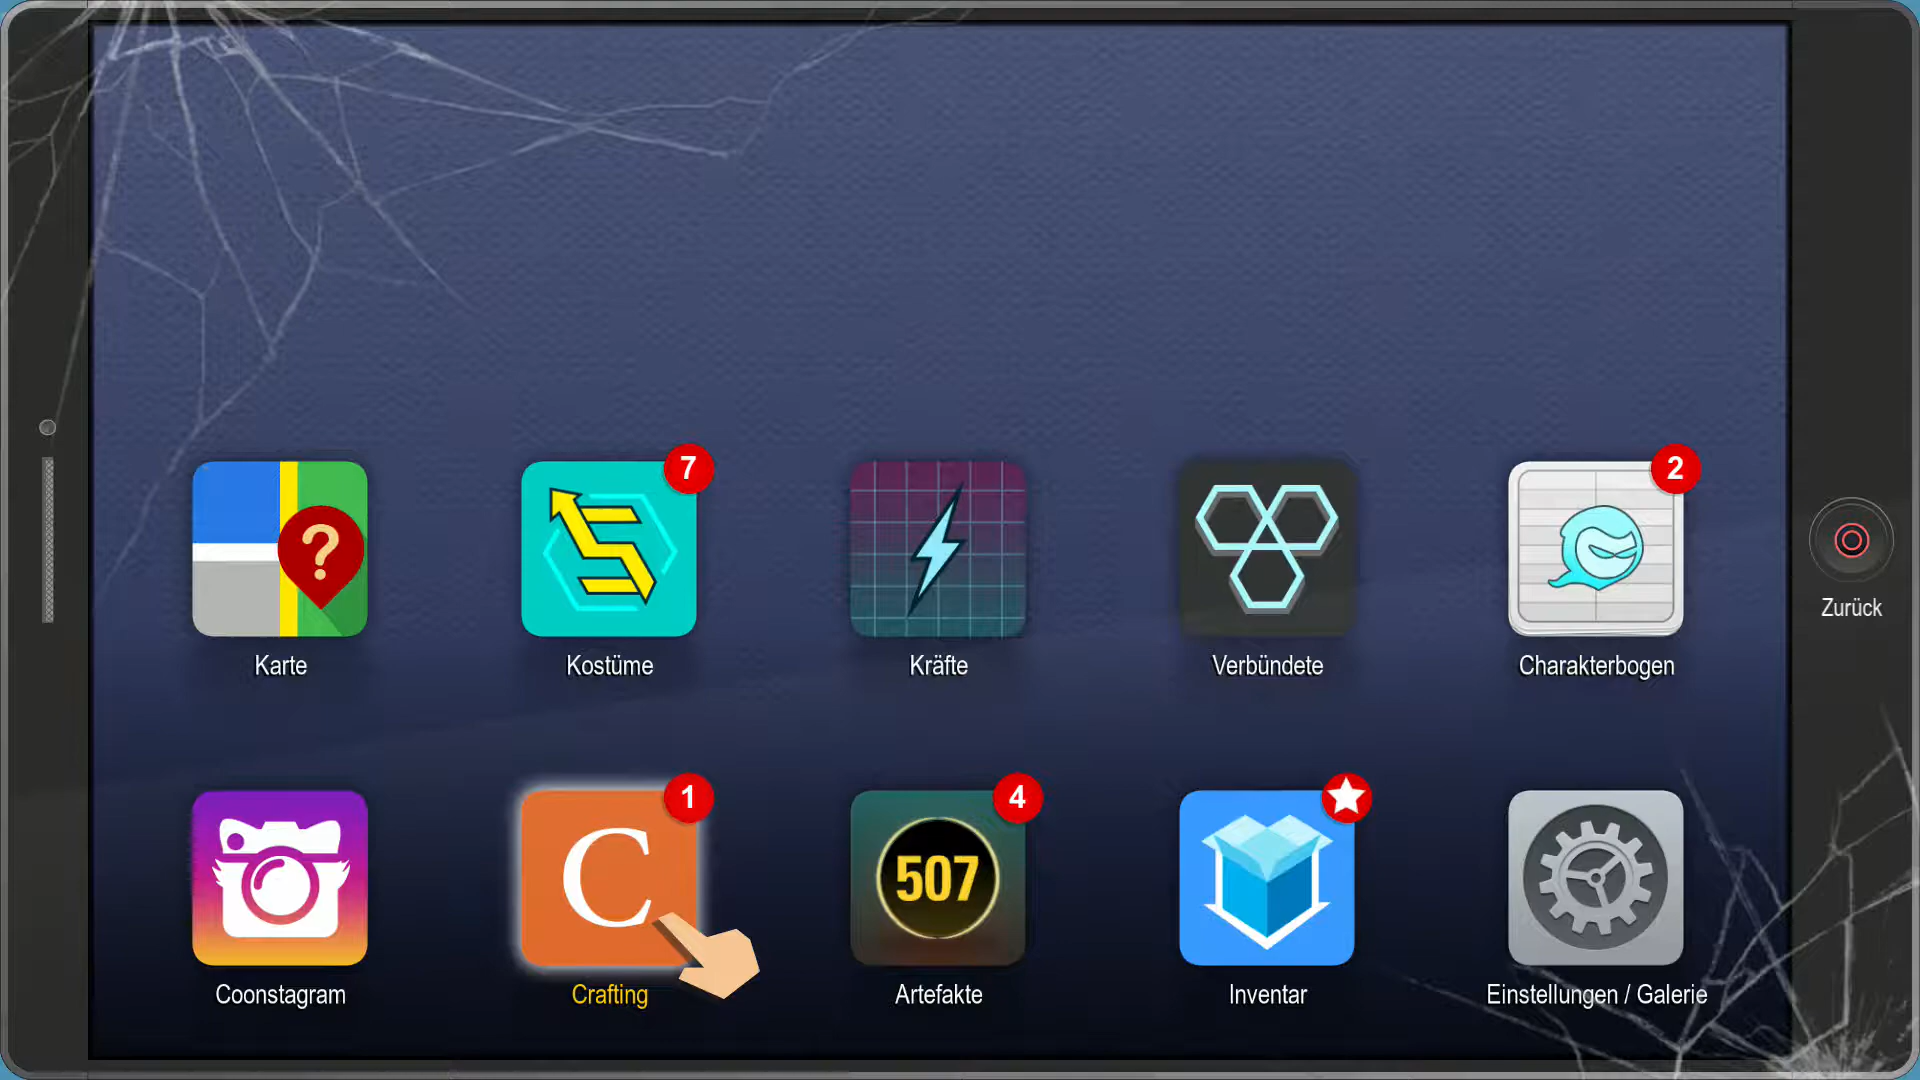 7
2
Karte
Kostüme
Kräfte
Verbündete
Charakterbogen
Zurück
1
4
C
507
Coonstagram
Crafting
Artefakte
Inventar
Einstellungen / Galerie